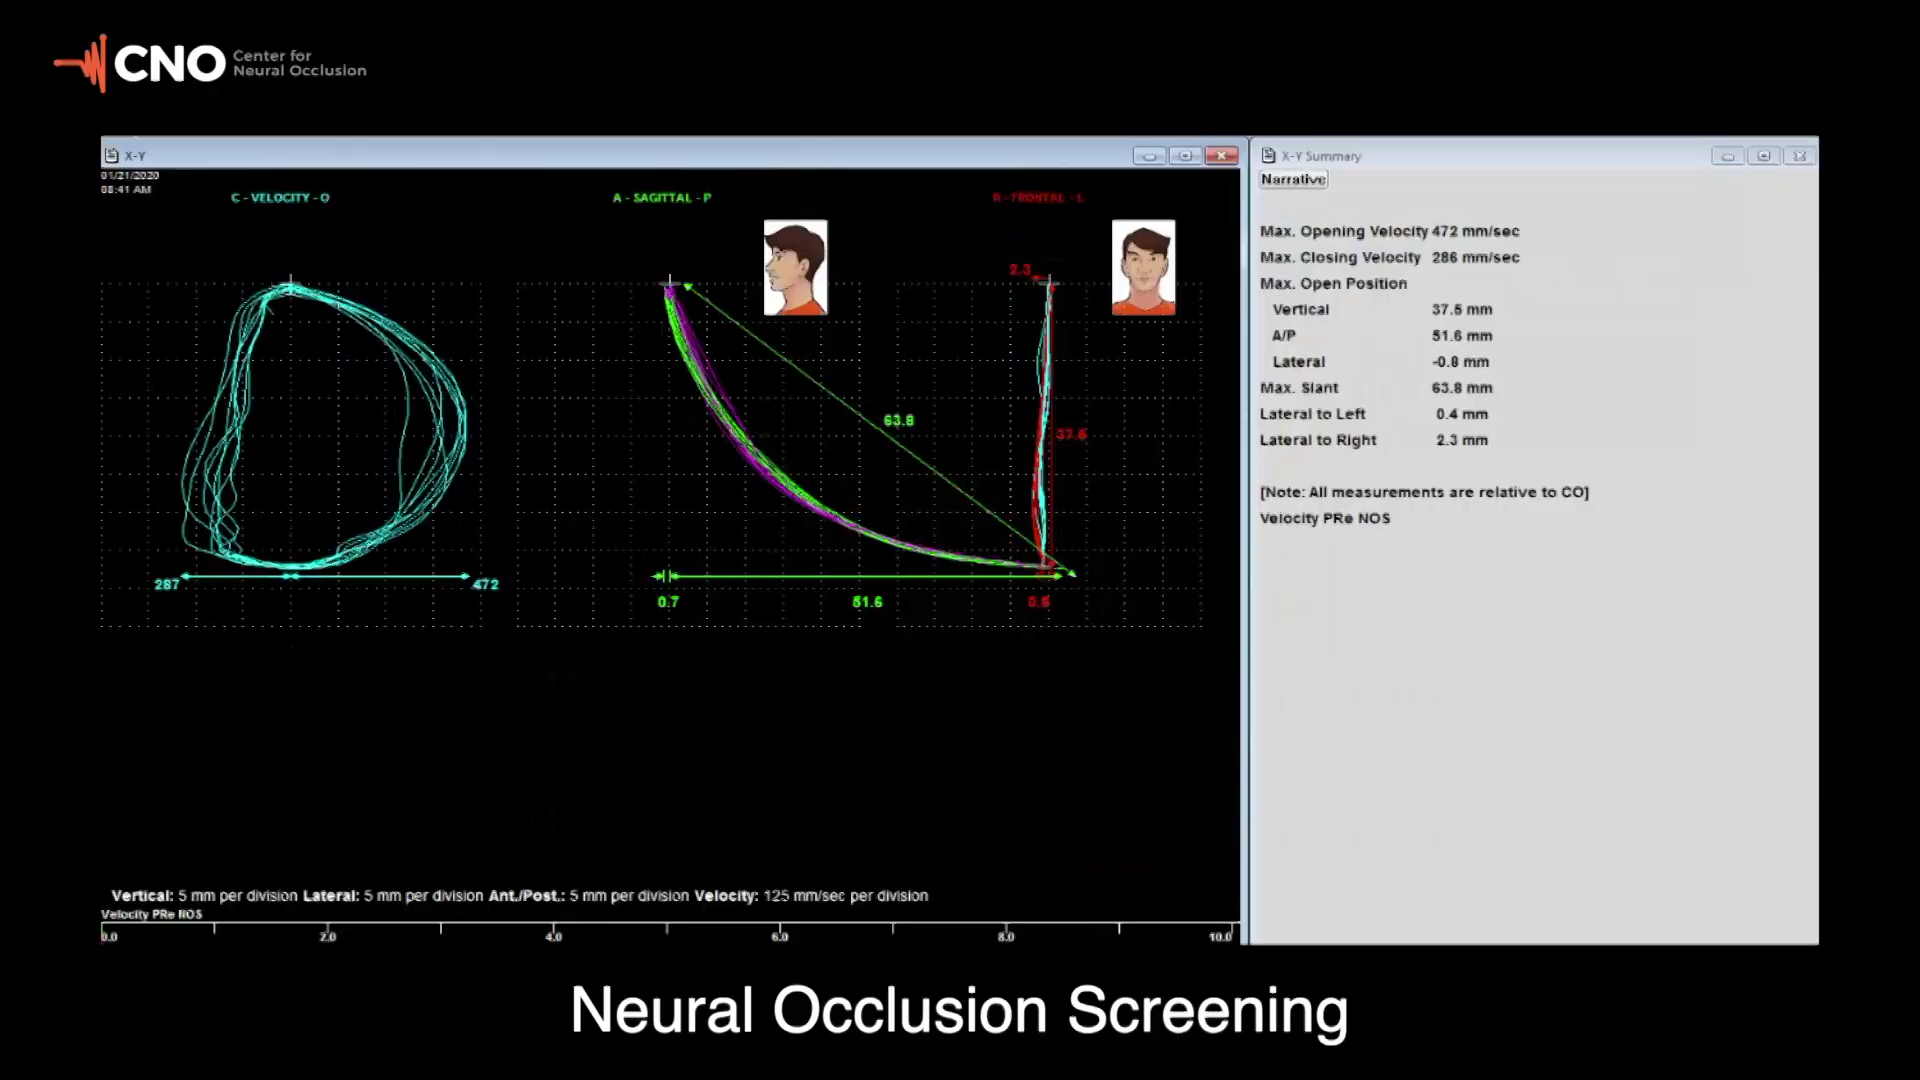 CNO Center for
Neural Occlusion
X-Y
01/21/2020
08:41 AM
C - VELOCITY - O
A - SAGITTAL - P
R - FRONTAL - L
2.3
63.8
37.5
287
472
0.7
51.6
Vertical: 5 mm per division Lateral: 5 mm per division Ant./Post.: 5 mm per division Velocity: 125 mm/sec per division
Velocity PRe NOS
0.0 2.0 4.0 6.0 8.0 10.0
X-Y Summary
Narrative
Max. Opening Velocity 472 mm/sec
Max. Closing Velocity 286 mm/sec
Max. Open Position
Vertical 37.5 mm
A/P 51.6 mm
Lateral -0.8 mm
Max. Slant 63.8 mm
Lateral to Left 0.4 mm
Lateral to Right 2.3 mm
[Note: All measurements are relative to CO]
Velocity PRe NOS
Neural Occlusion Screening